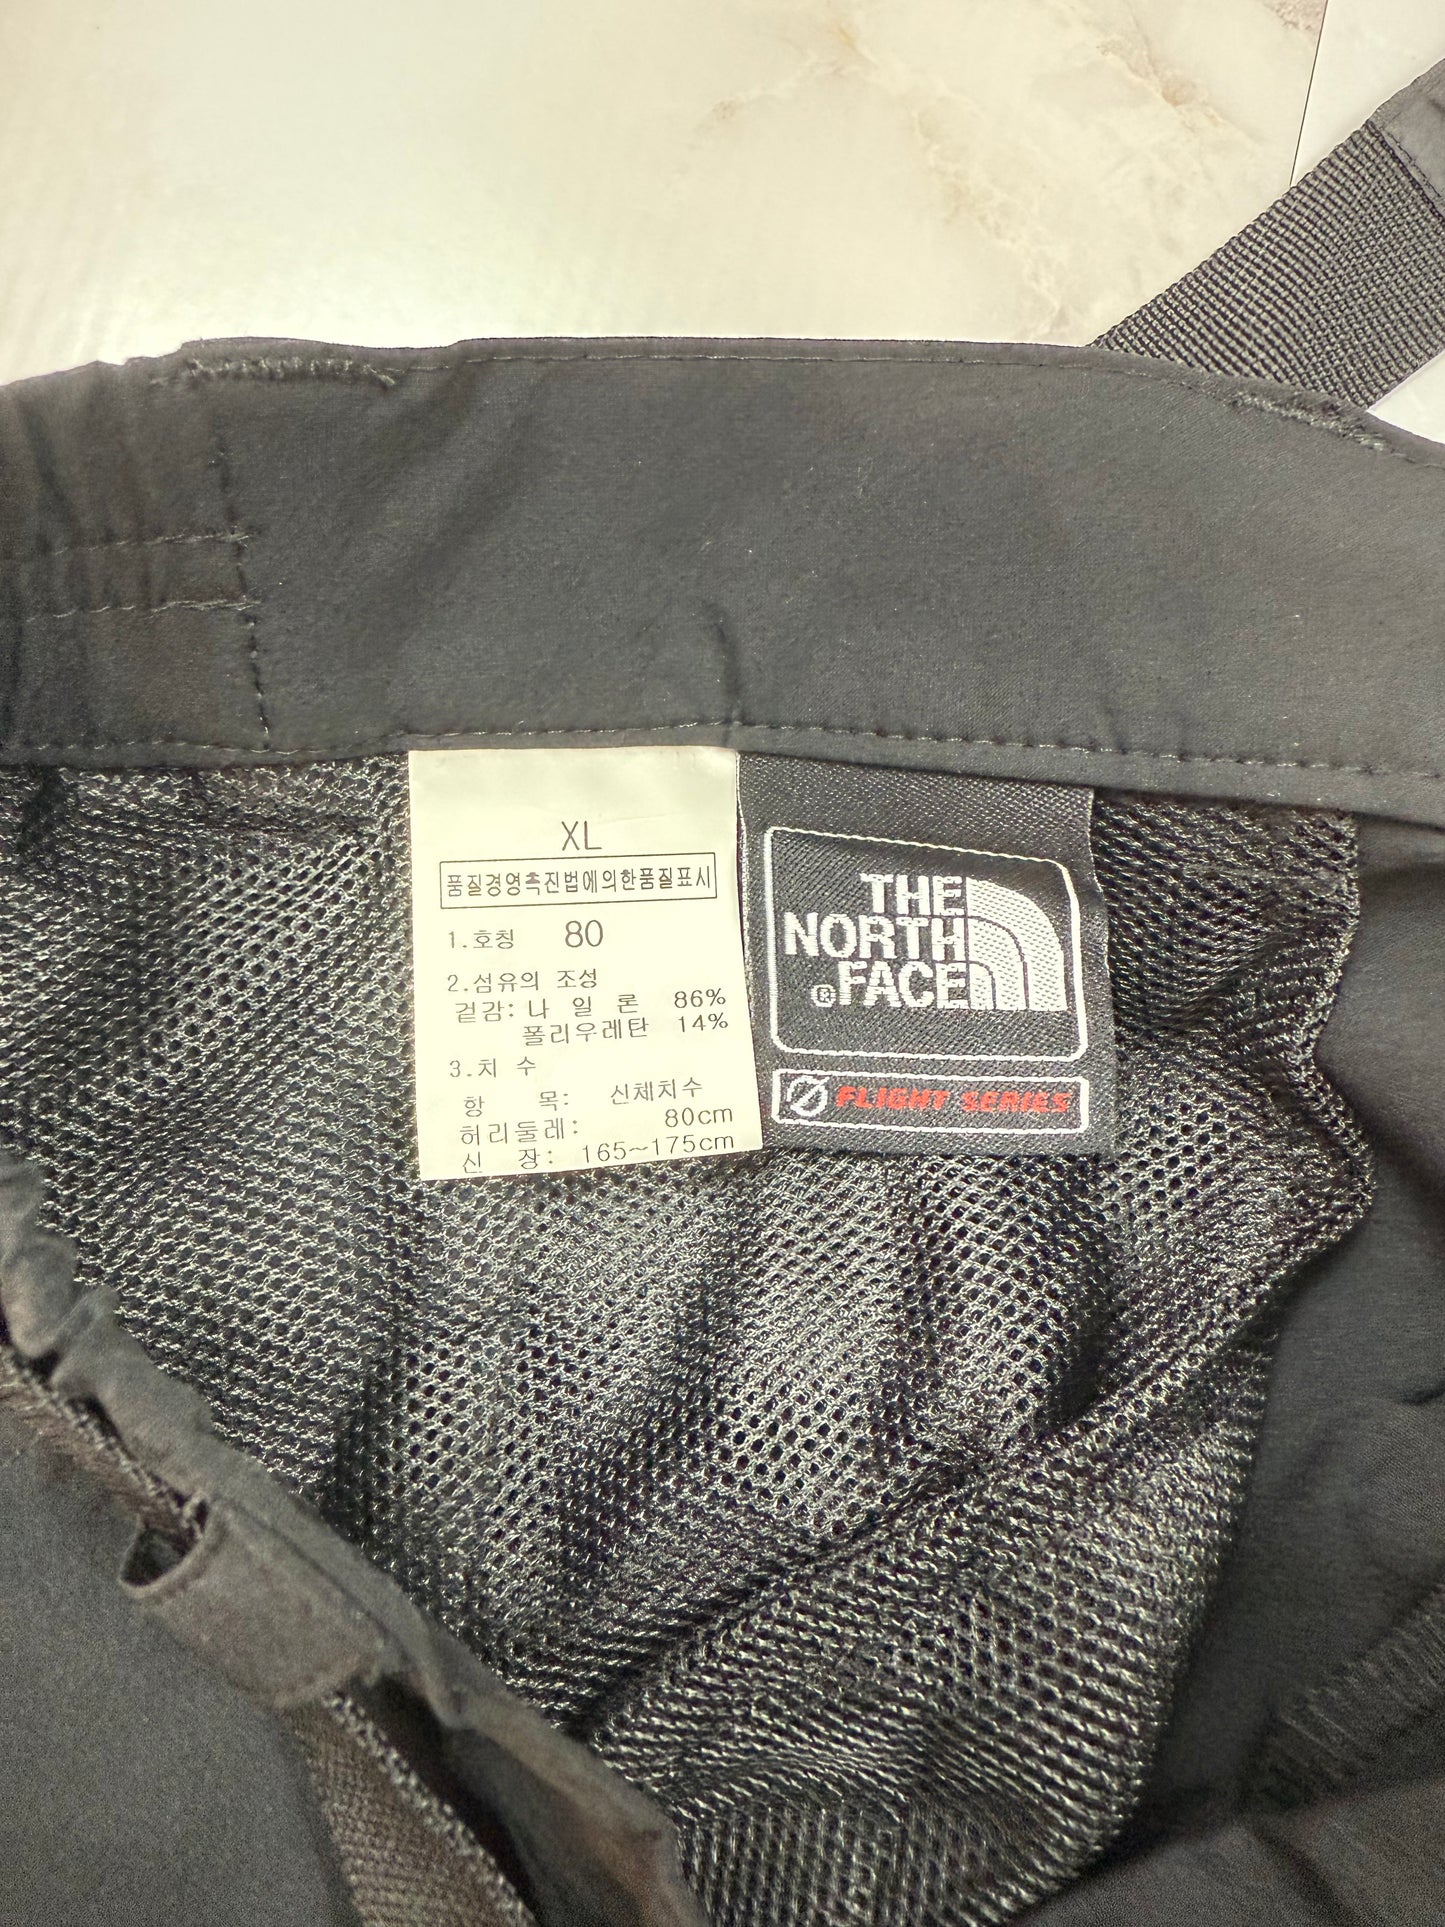 XL
품질경영촉진법에의한품질표시
1.호칭 80
2.섬유의 조성
겉감: 나 일 론 86%
폴리우레탄 14%
3.치 수
항 목: 신체치수
허리둘레: 80cm
신 장: 165~175cm
THE
NORTH
®FACE
FLIGHT SERIES